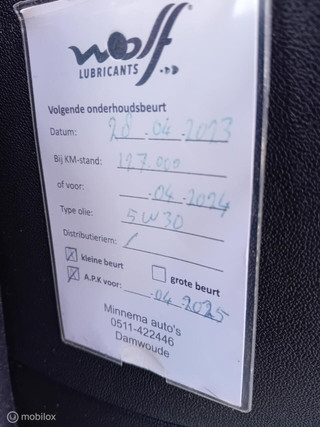 wolf
LUBRICANTS
Volgende onderhoudsbeurt
Datum: 28 .04 .2023
Bij KM-stand: 127.000
of voor: .04 .2024
Type olie: 5W30
Distributieriem: /
☒ kleine beurt ☐ grote beurt
☒ A.P.K voor: .04 .2025
Minnema auto's
0511-422446
Damwoude
© mobilox